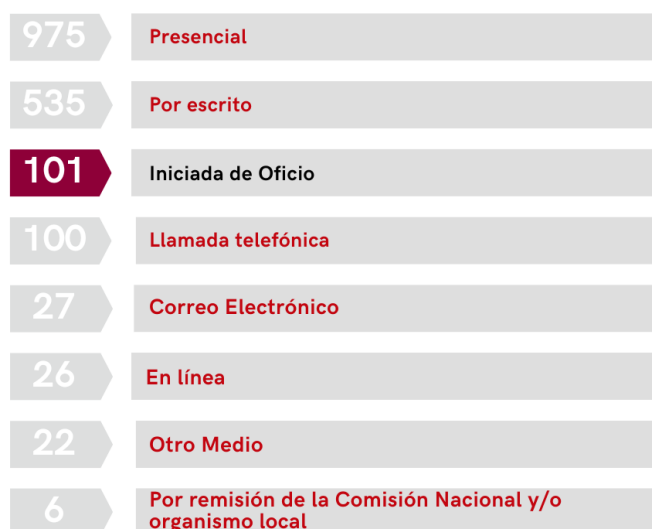 975 Presencial
535 Por escrito
101 Iniciada de Oficio
100 Llamada telefónica
27 Correo Electrónico
26 En línea
22 Otro Medio
6 Por remisión de la Comisión Nacional y/o
organismo local